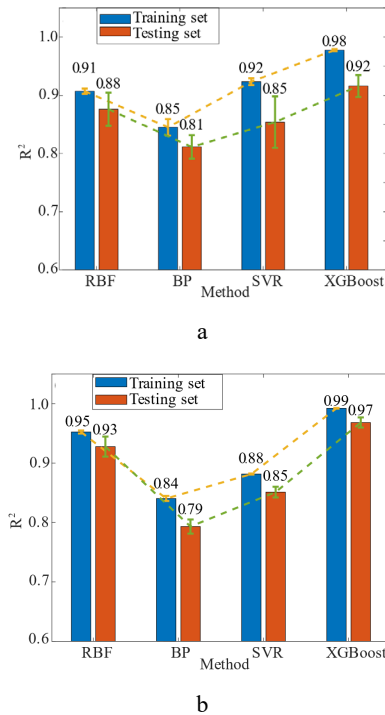 Training set
Testing set
1.0
0.9
0.8
0.7
0.6
R²
0.91
0.88
0.85
0.81
0.92
0.85
0.98
0.92
RBF
BP
SVR
XGBoost
Method
a
Training set
Testing set
1.0
0.9
0.8
0.7
0.6
R²
0.95
0.93
0.84
0.79
0.88
0.85
0.99
0.97
RBF
BP
SVR
XGBoost
Method
b